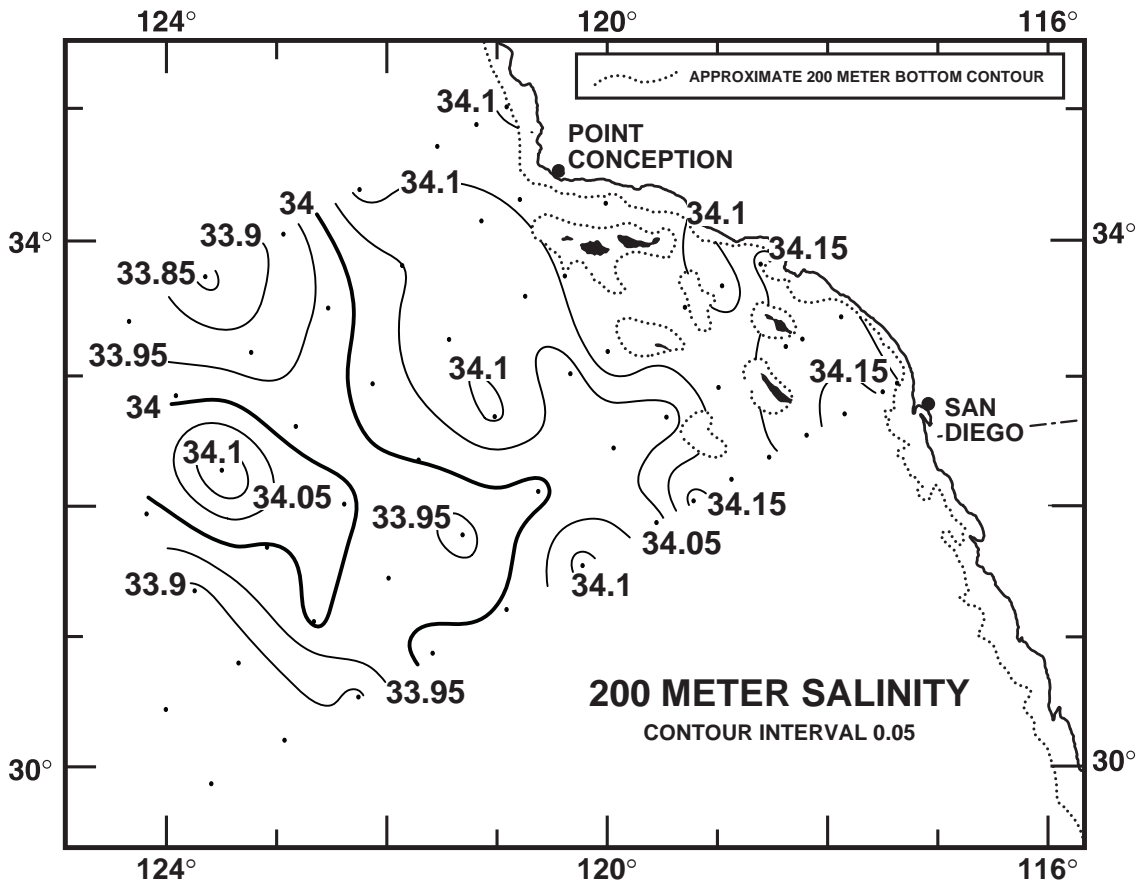 124° 120° 116°
APPROXIMATE 200 METER BOTTOM CONTOUR
34.1
POINT
CONCEPTION
34.1
34
34.1
33.9
34° 34.15 34°
33.85
33.95
34.1
34.15
34
SAN
DIEGO
34.1
34.05
33.95
34.15
34.05
33.9
34.1
33.95
200 METER SALINITY
CONTOUR INTERVAL 0.05
30° 30°
124° 120° 116°